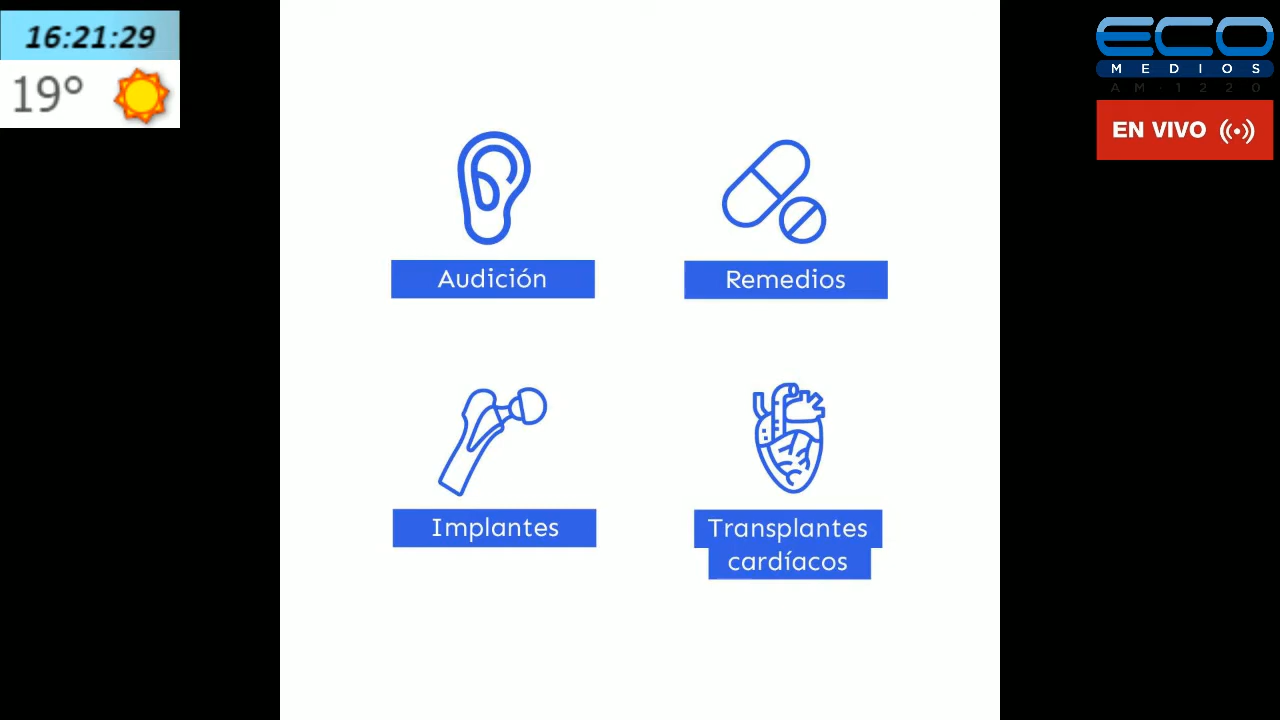 16:21:29
19°
ECO
MEDIOS
AM·1220
EN VIVO
Audición
Remedios
Implantes
Transplantes
cardíacos